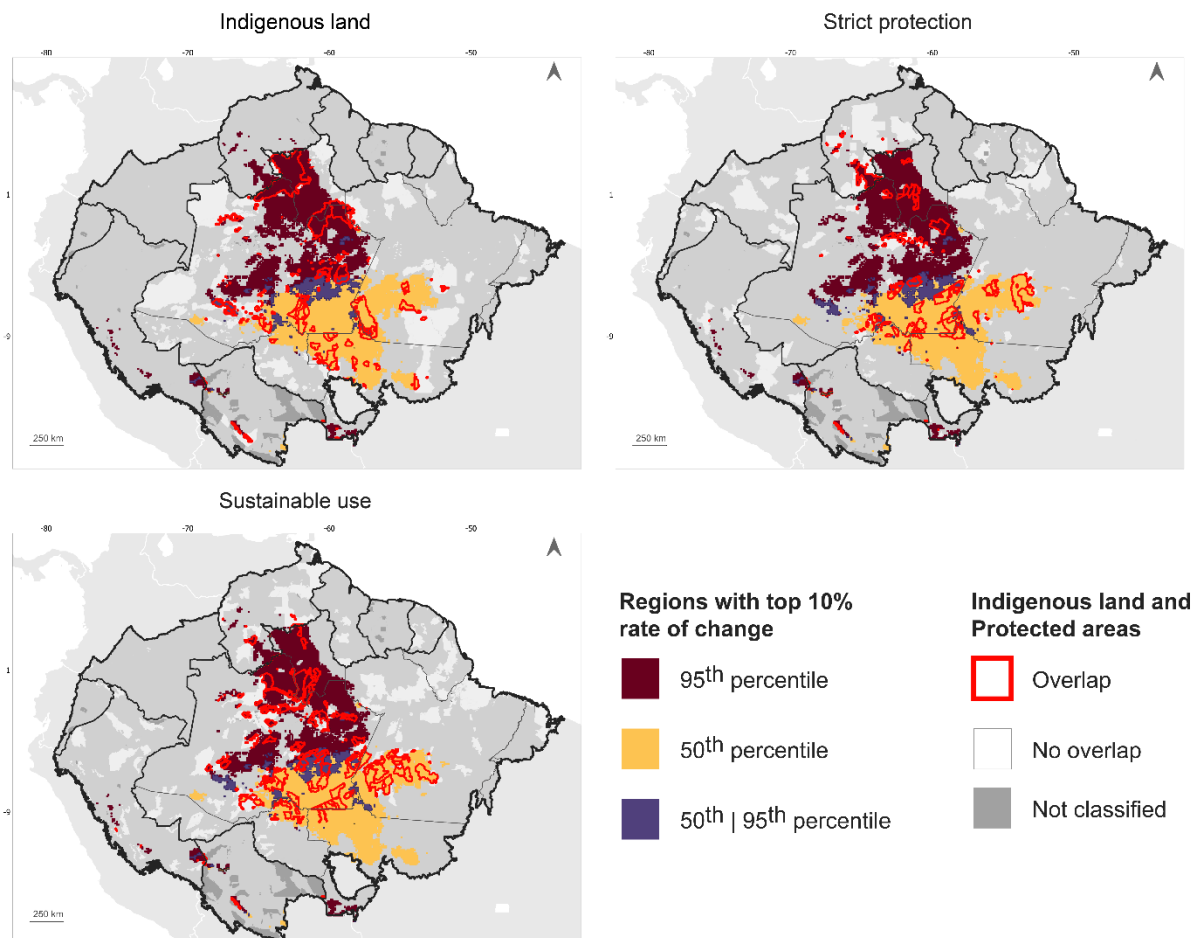 Indigenous land
-80 -70 -60 -50
1
-9
250 km
Strict protection
-80 -70 -60 -50
1
-9
250 km
Sustainable use
-80 -70 -60 -50
1
-9
250 km
Regions with top 10%
rate of change
95th percentile
50th percentile
50th | 95th percentile
Indigenous land and
Protected areas
Overlap
No overlap
Not classified